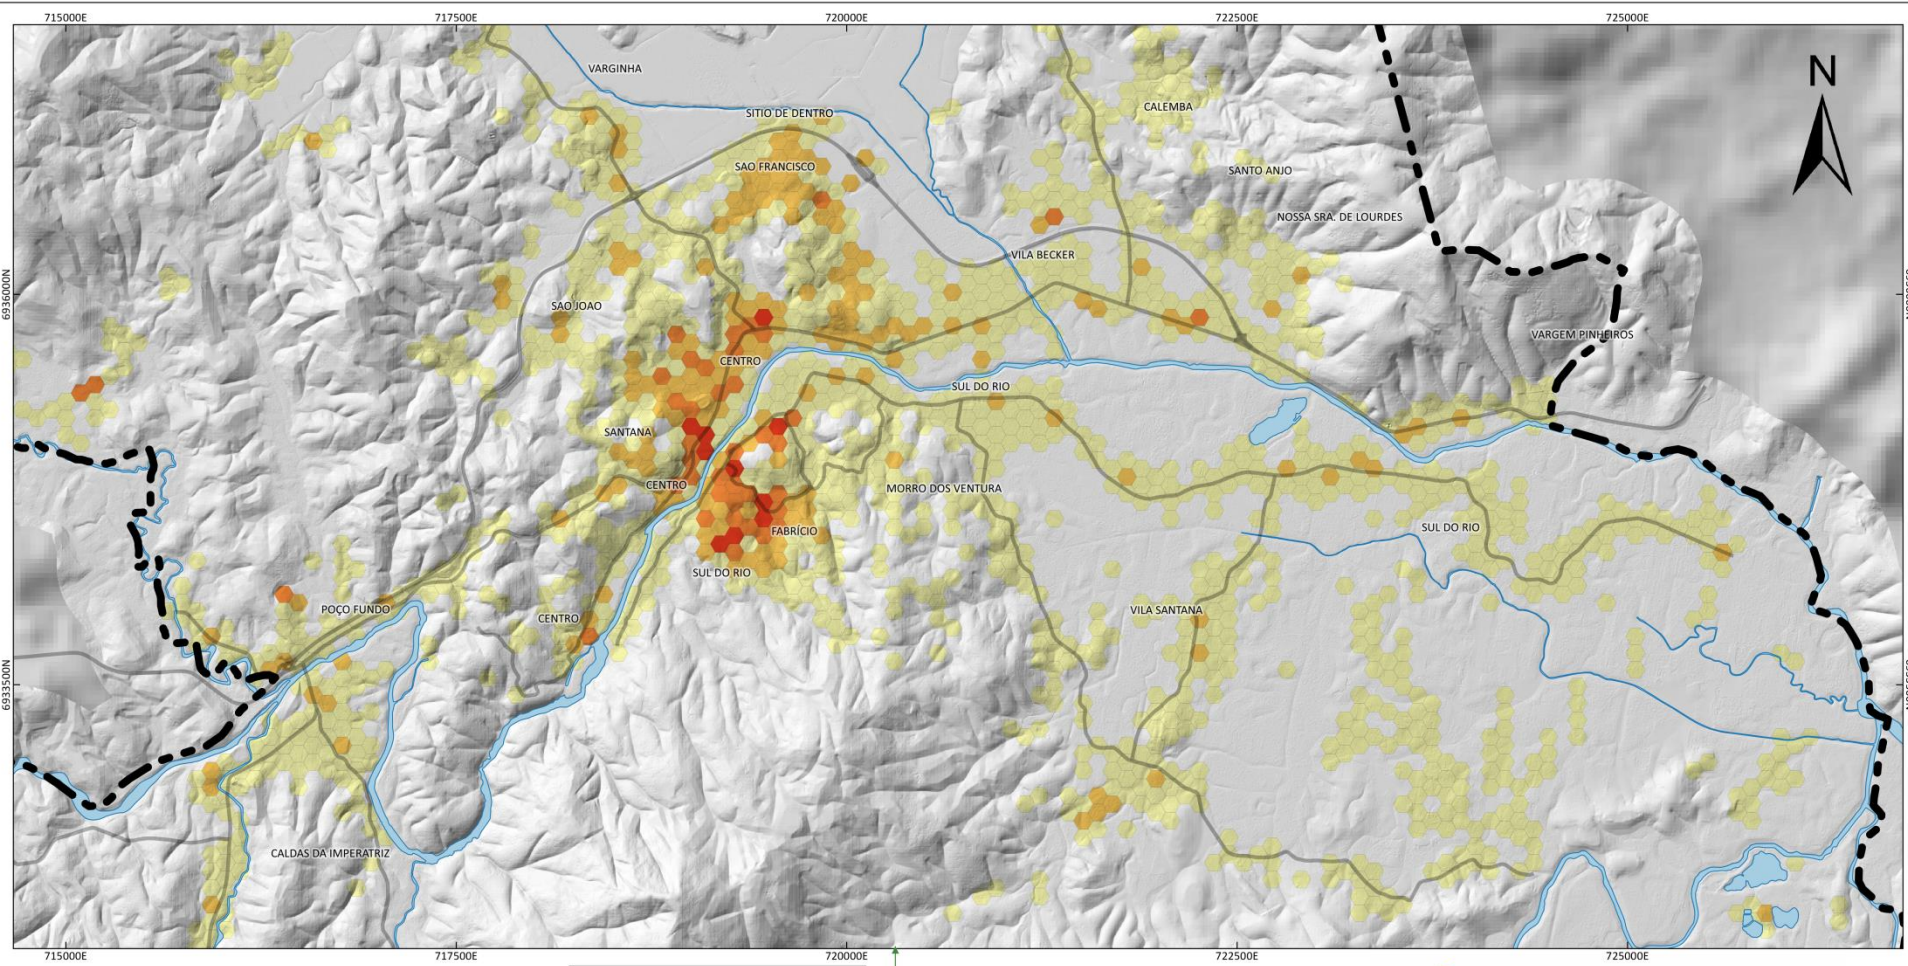 715000E 717500E 720000E 722500E 725000E
VARGINHA
N
CALEMBA
SITIO DE DENTRO
SAO FRANCISCO
SANTO ANJO
NOSSA SRA. DE LOURDES
VILA BECKER
6936000N
SAO JOAO
VARGEM PINHEIROS
CENTRO
SUL DO RIO
SANTANA
CENTRO
MORRO DOS VENTURA
FABRÍCIO
SUL DO RIO
SUL DO RIO
POÇO FUNDO
VILA SANTANA
CENTRO
6933500N
CALDAS DA IMPERATRIZ
715000E 717500E 720000E 722500E 725000E